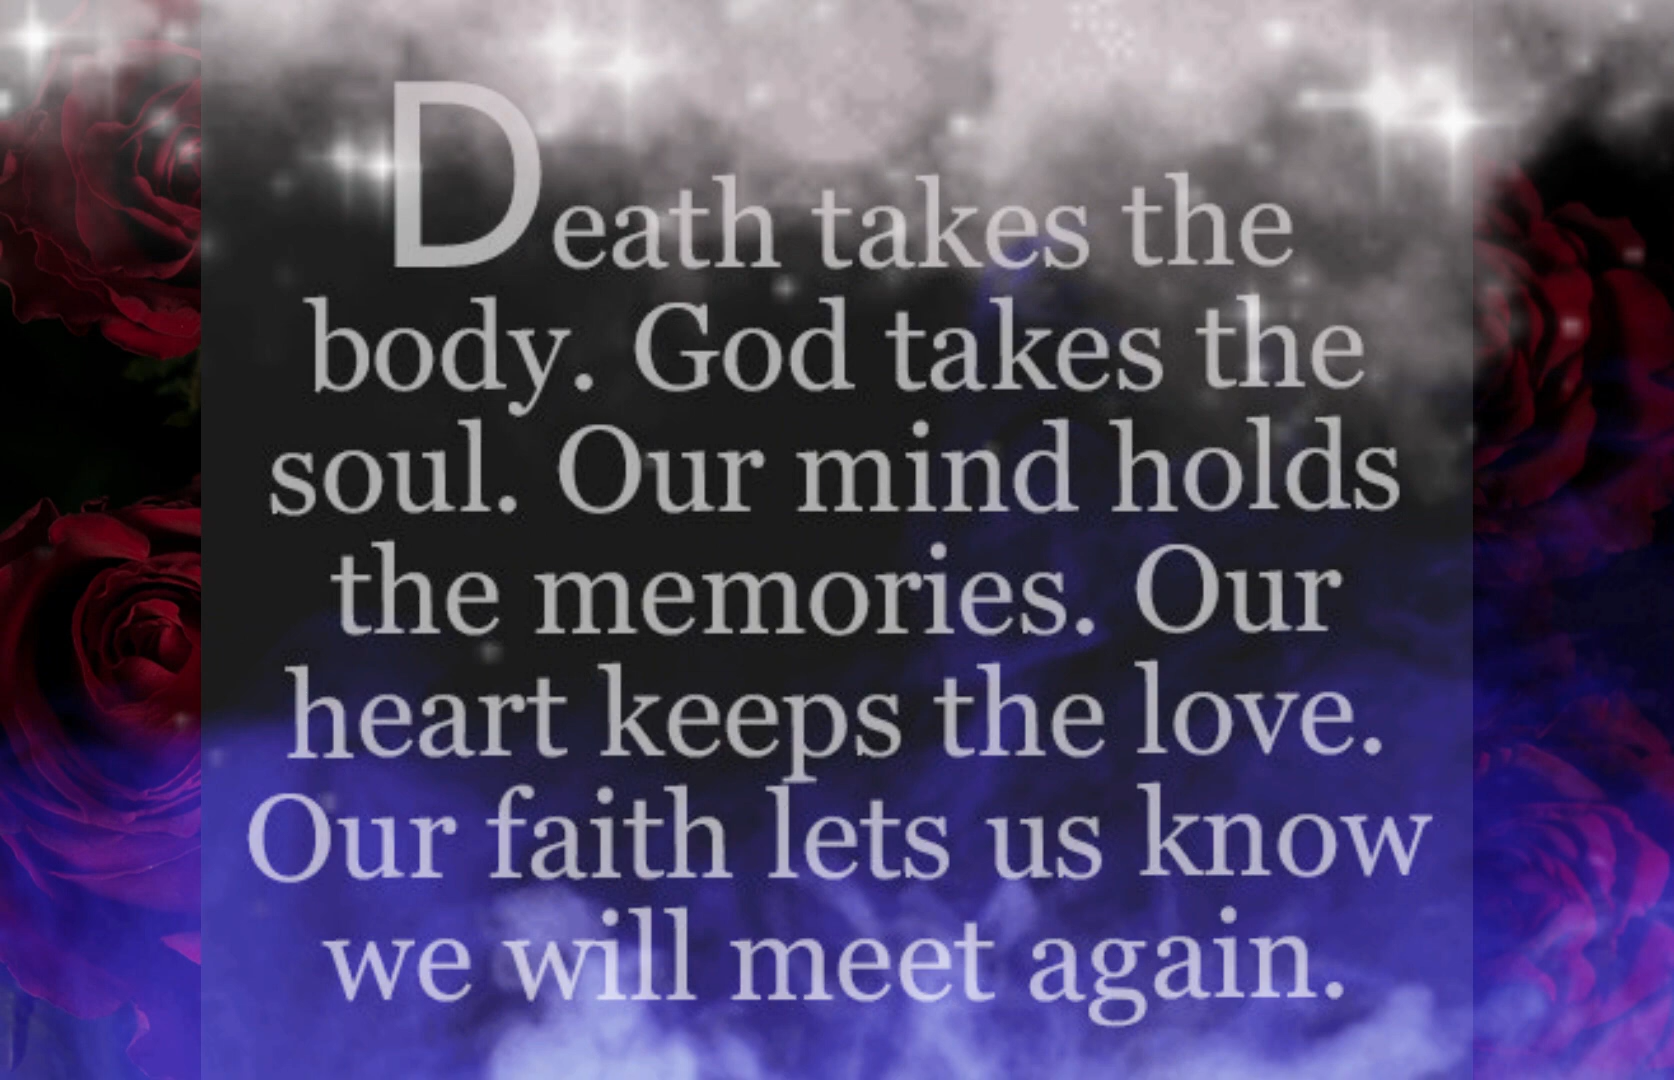 Death takes the
body. God takes the
soul. Our mind holds
the memories. Our
heart keeps the love.
Our faith lets us know
we will meet again.